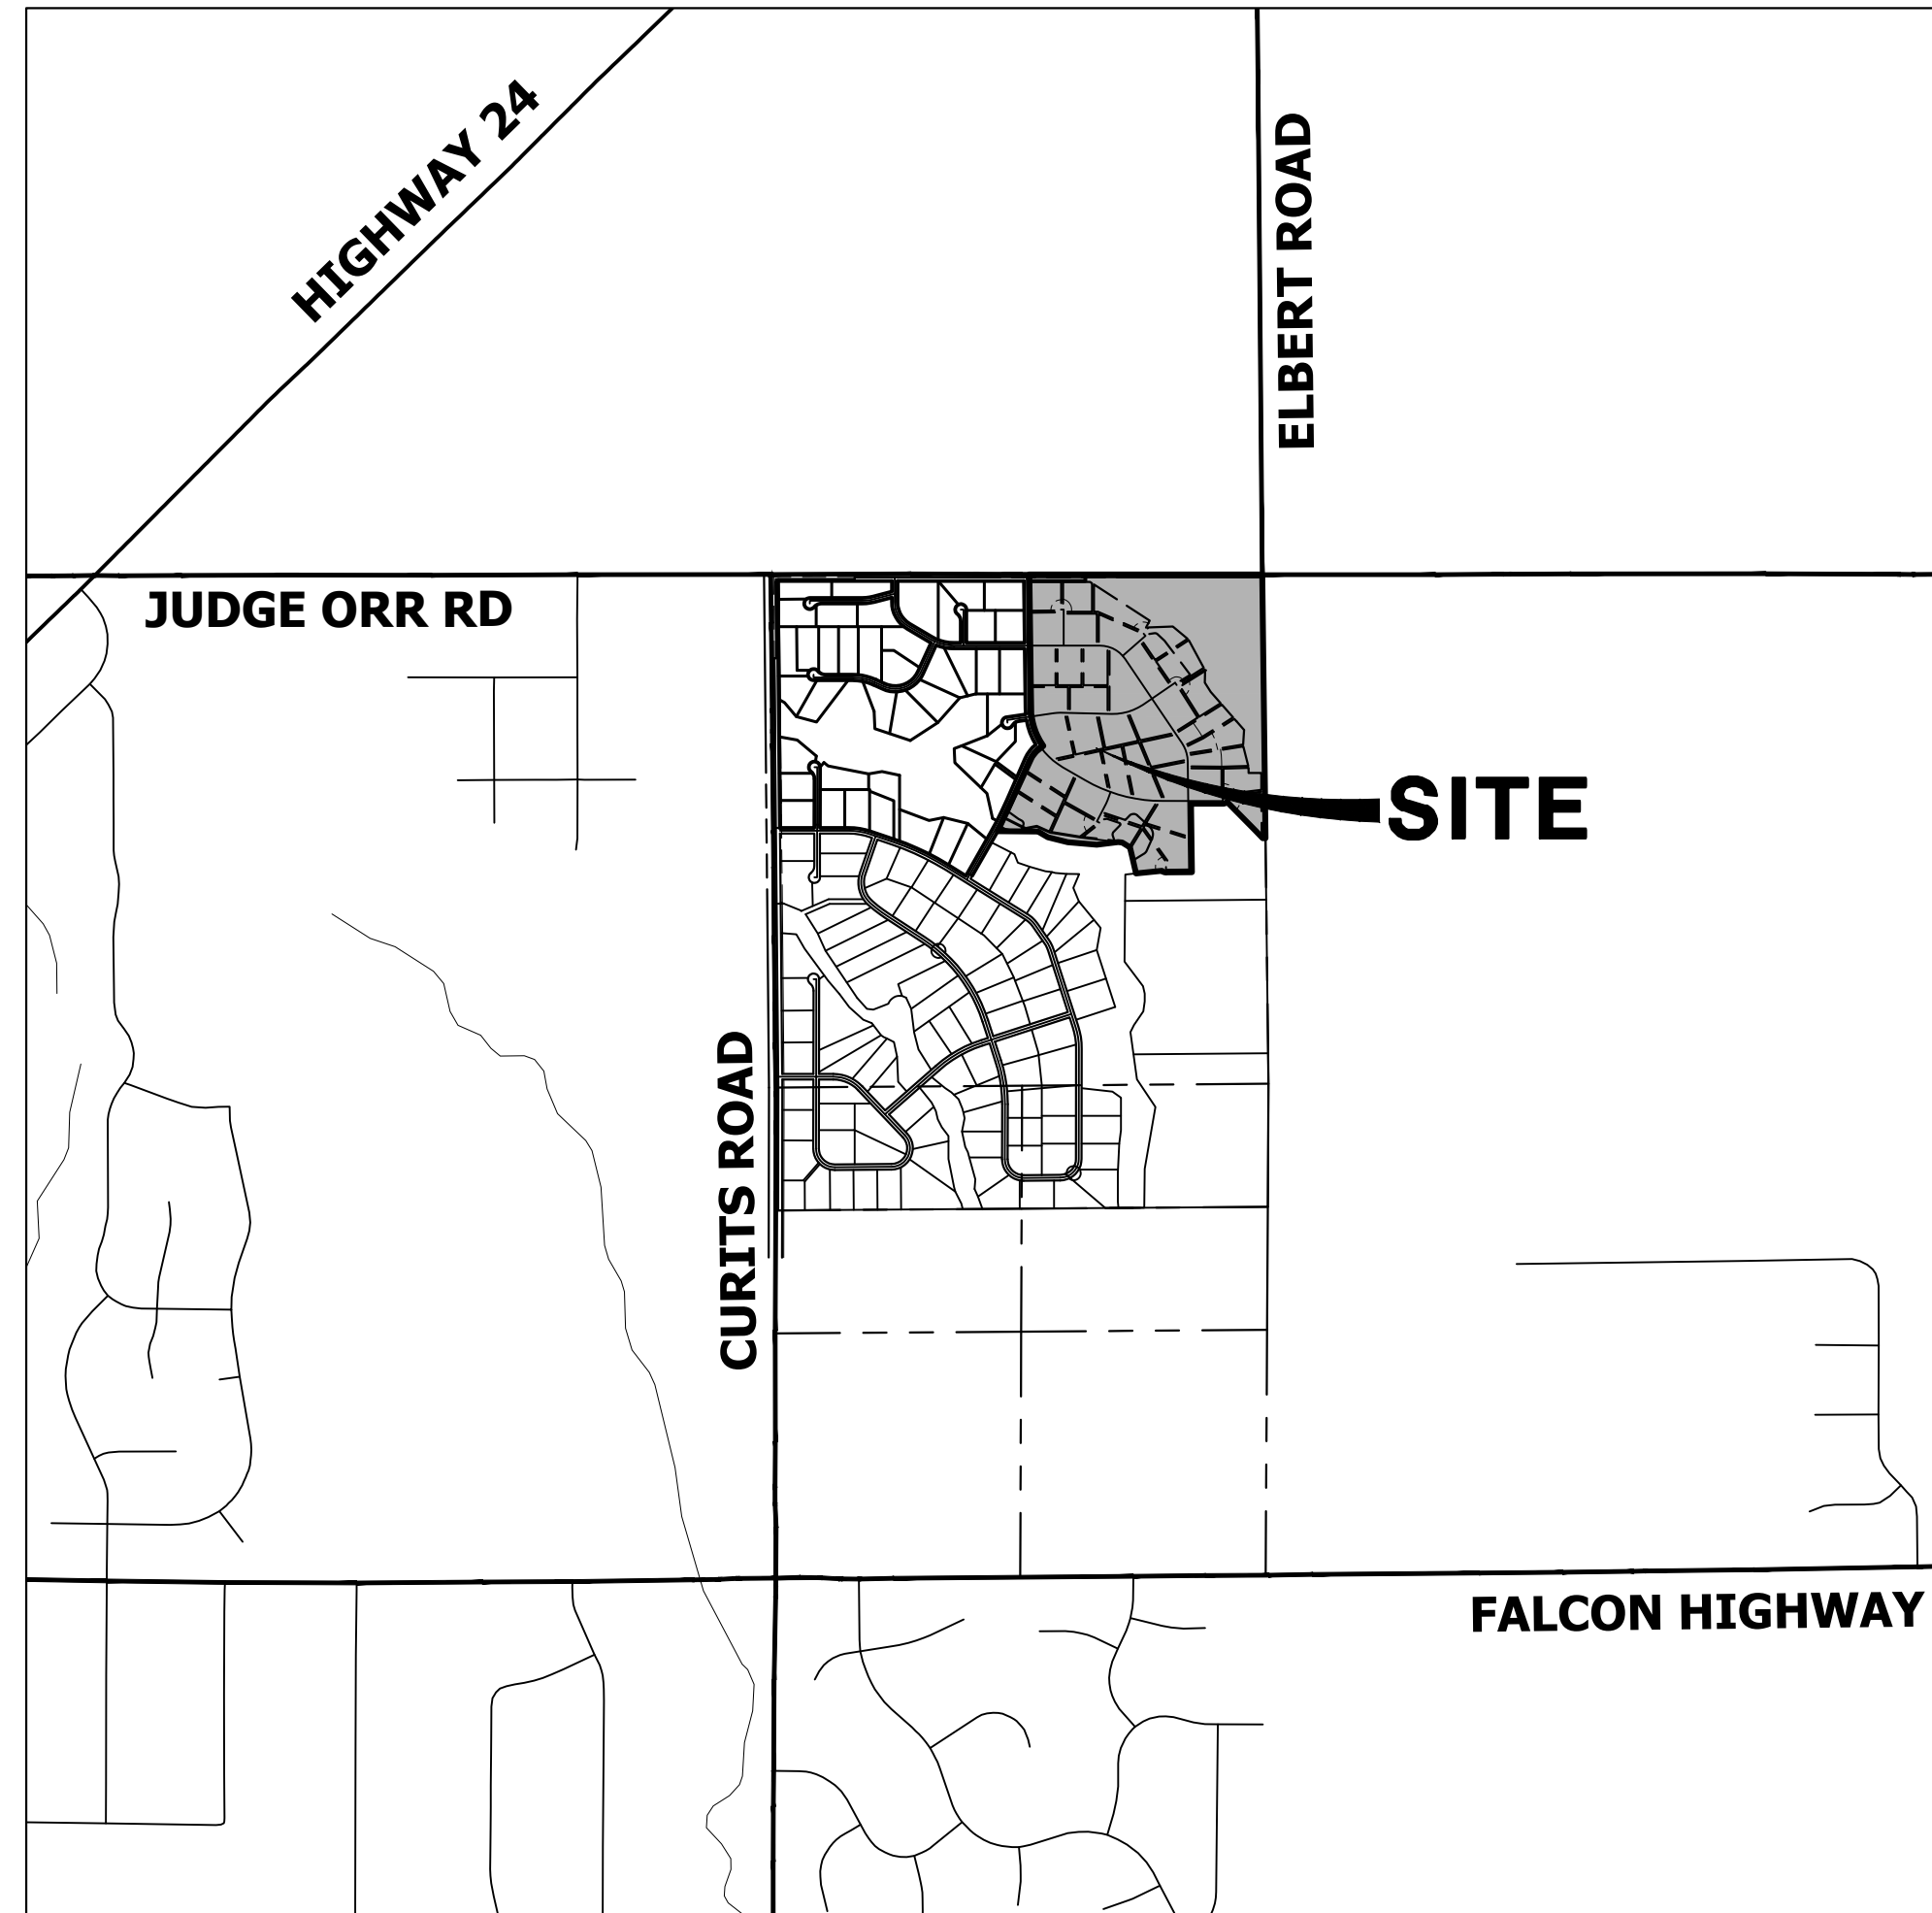 HIGHWAY 24
ELBERT ROAD
JUDGE ORR RD
SITE
CURITS ROAD
FALCON HIGHWAY